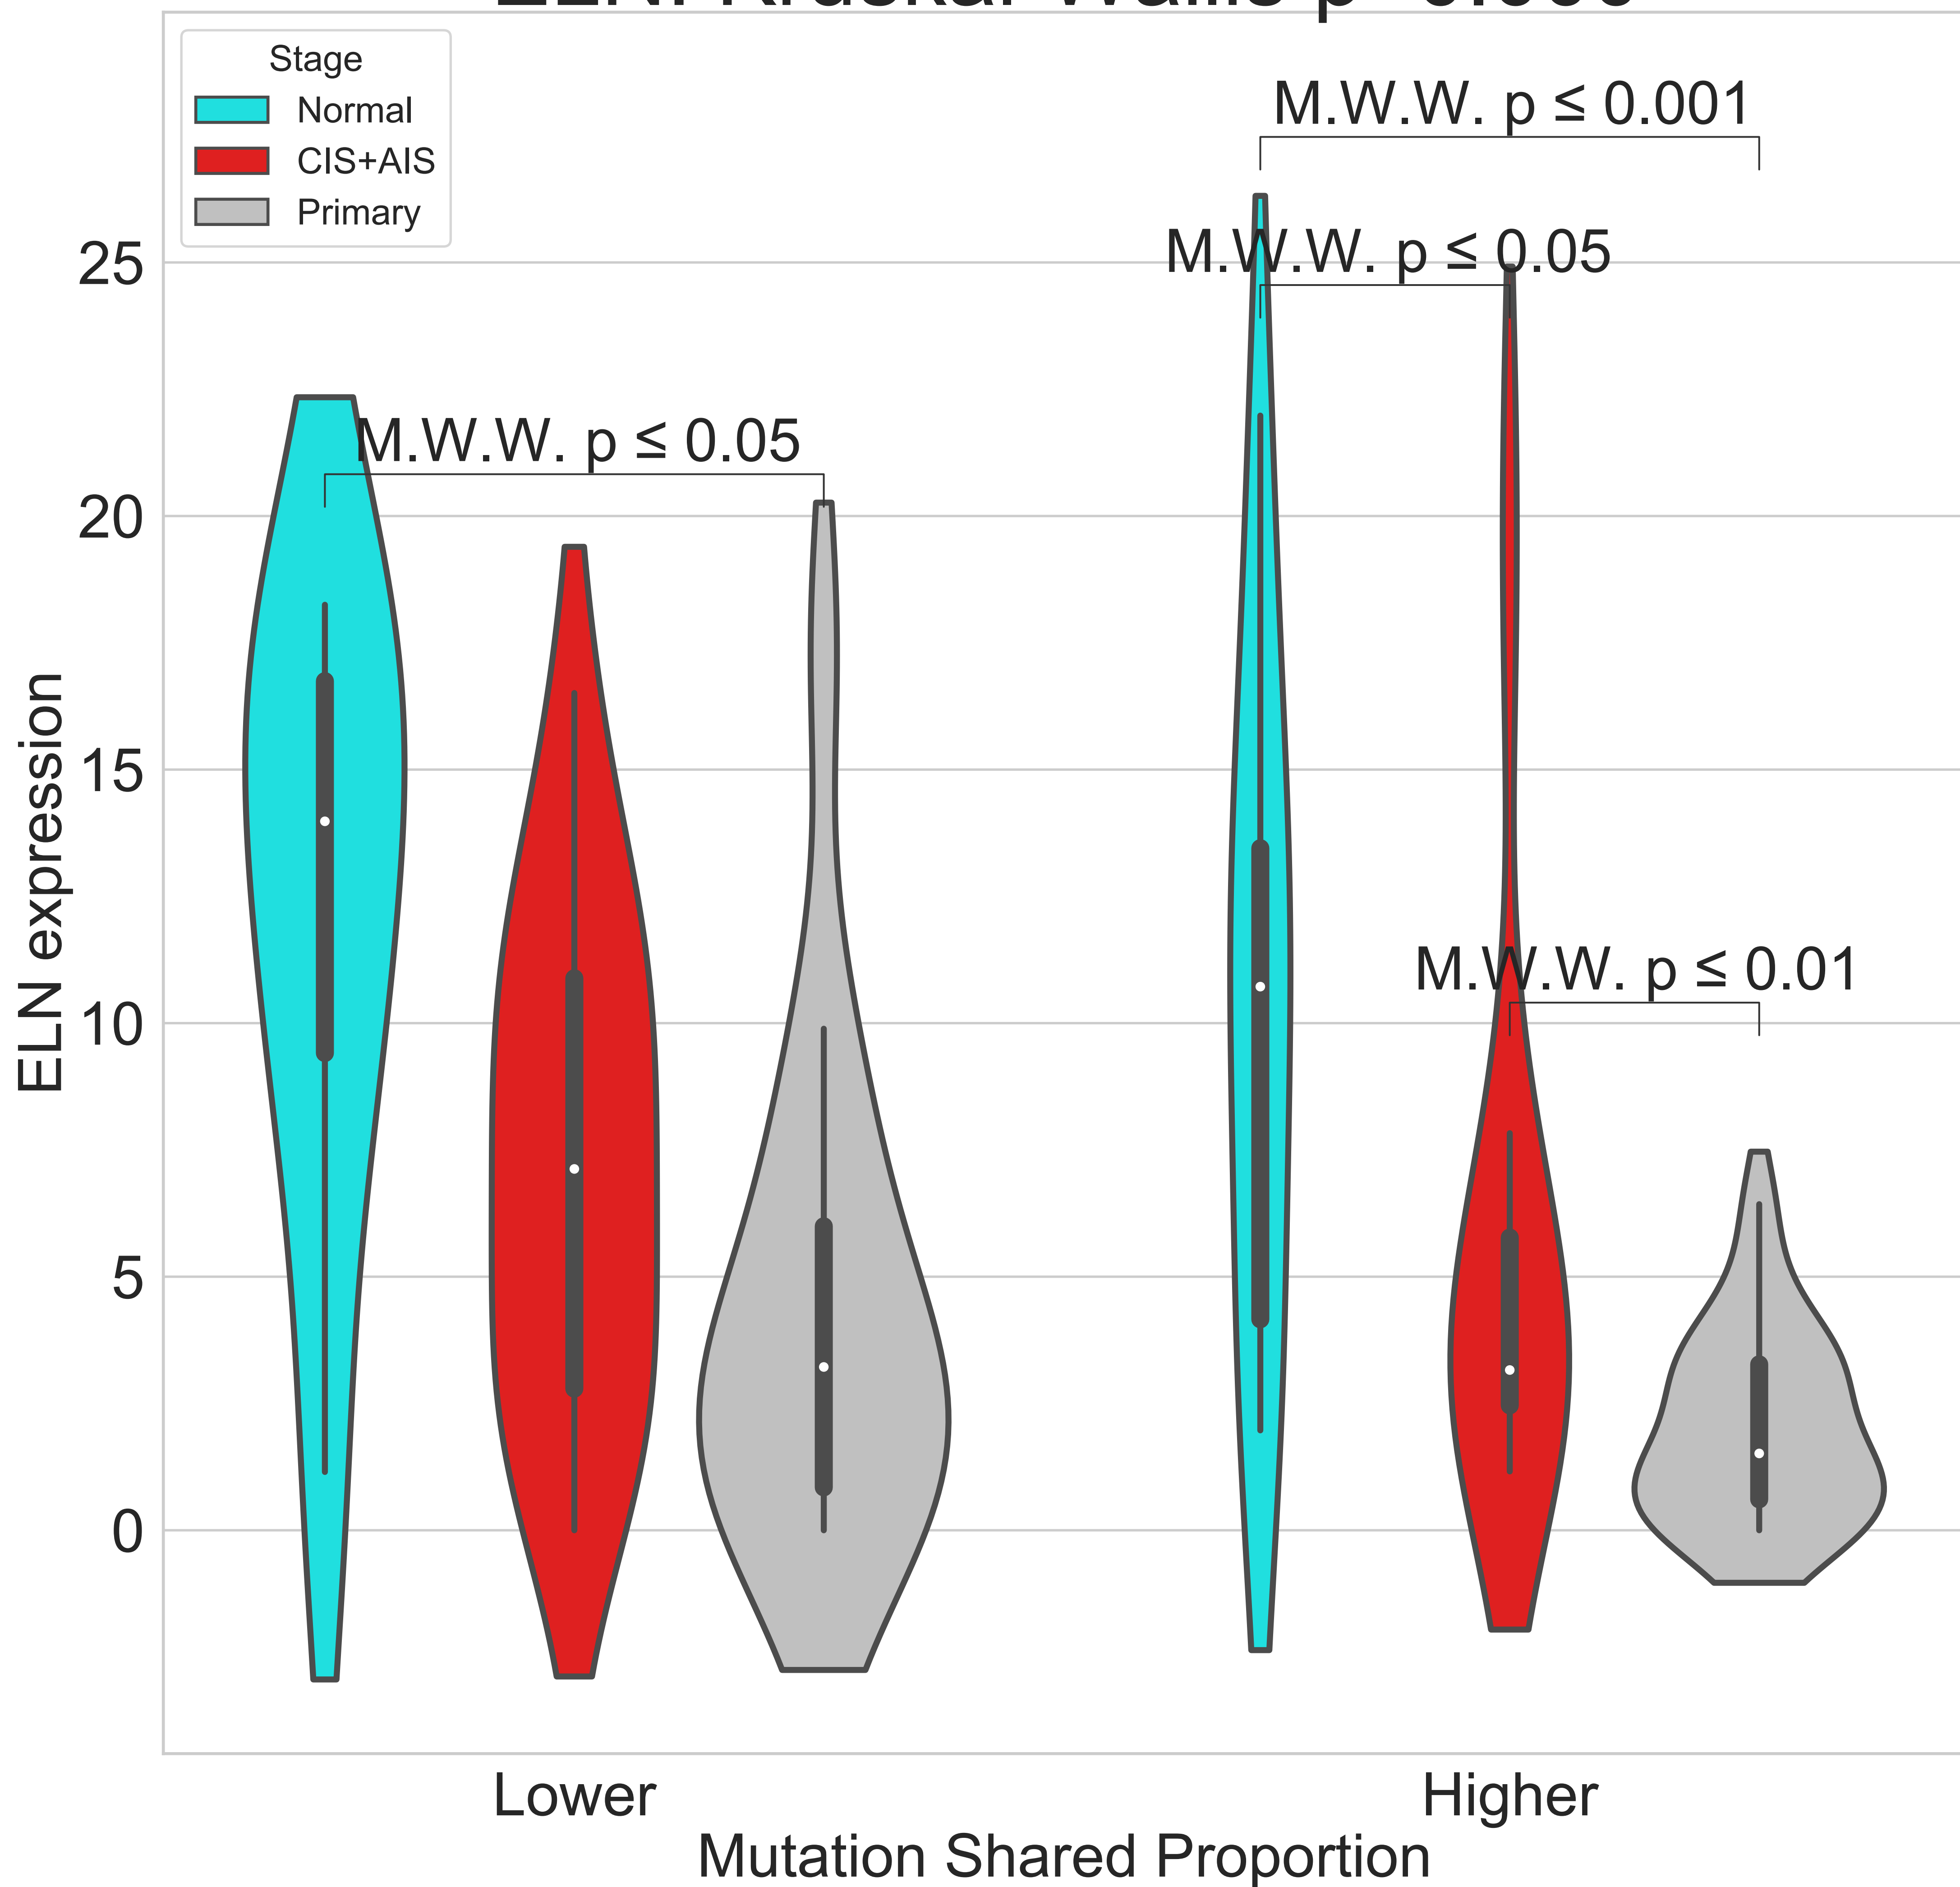 Stage
Normal
CIS+AIS
Primary
M.W.W. p ≤ 0.001
M.W.W. p ≤ 0.05
M.W.W. p ≤ 0.05
M.W.W. p ≤ 0.01
ELN expression
25
20
15
10
5
0
Lower
Higher
Mutation Shared Proportion